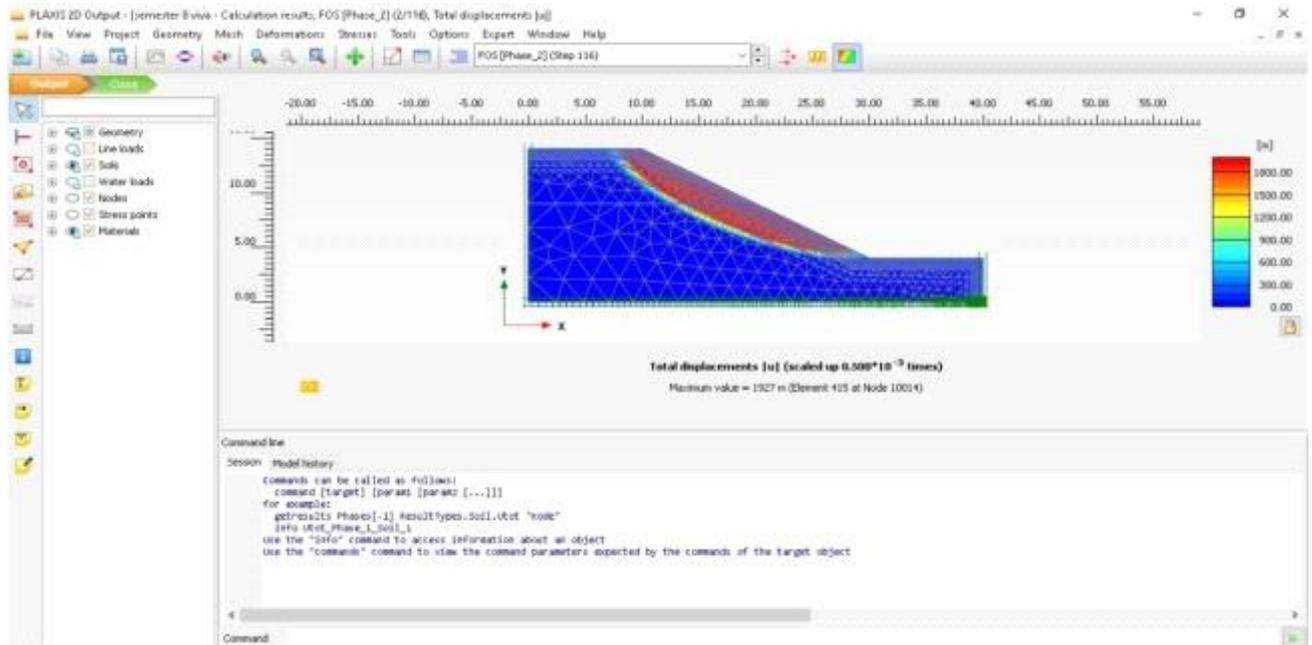 PLAXIS 2D Output - [semester 8 viva - Calculation results, FOS [Phase_2] (2/116), Total displacements |u|]
File View Project Geometry Mesh Deformations Stresses Tools Options Expert Window Help
FOS [Phase_2] (Step 116)
Output Close
-20.00 -15.00 -10.00 -5.00 0.00 5.00 10.00 15.00 20.00 25.00 30.00 35.00 40.00 45.00 50.00 55.00
Geometry
Line loads
Soils
Water loads
Nodes
Stress points
Materials
10.00
5.00
0.00
Y
X
[m]
1800.00
1500.00
1200.00
900.00
600.00
300.00
0.00
Total displacements |u| (scaled up 0.500*10⁻³ times)
Maximum value = 1927 m (Element 415 at Node 10014)
Command line
Session Model history
Commands can be called as follows:
command [target] [param1 [param2 [...]]]
for example:
getresults Phases[-1] ResultTypes.Soil.Utot "node"
info Utot_Phase_1_Soil_1
Use the "info" command to access information about an object
Use the "commands" command to view the command parameters expected by the commands of the target object
Command